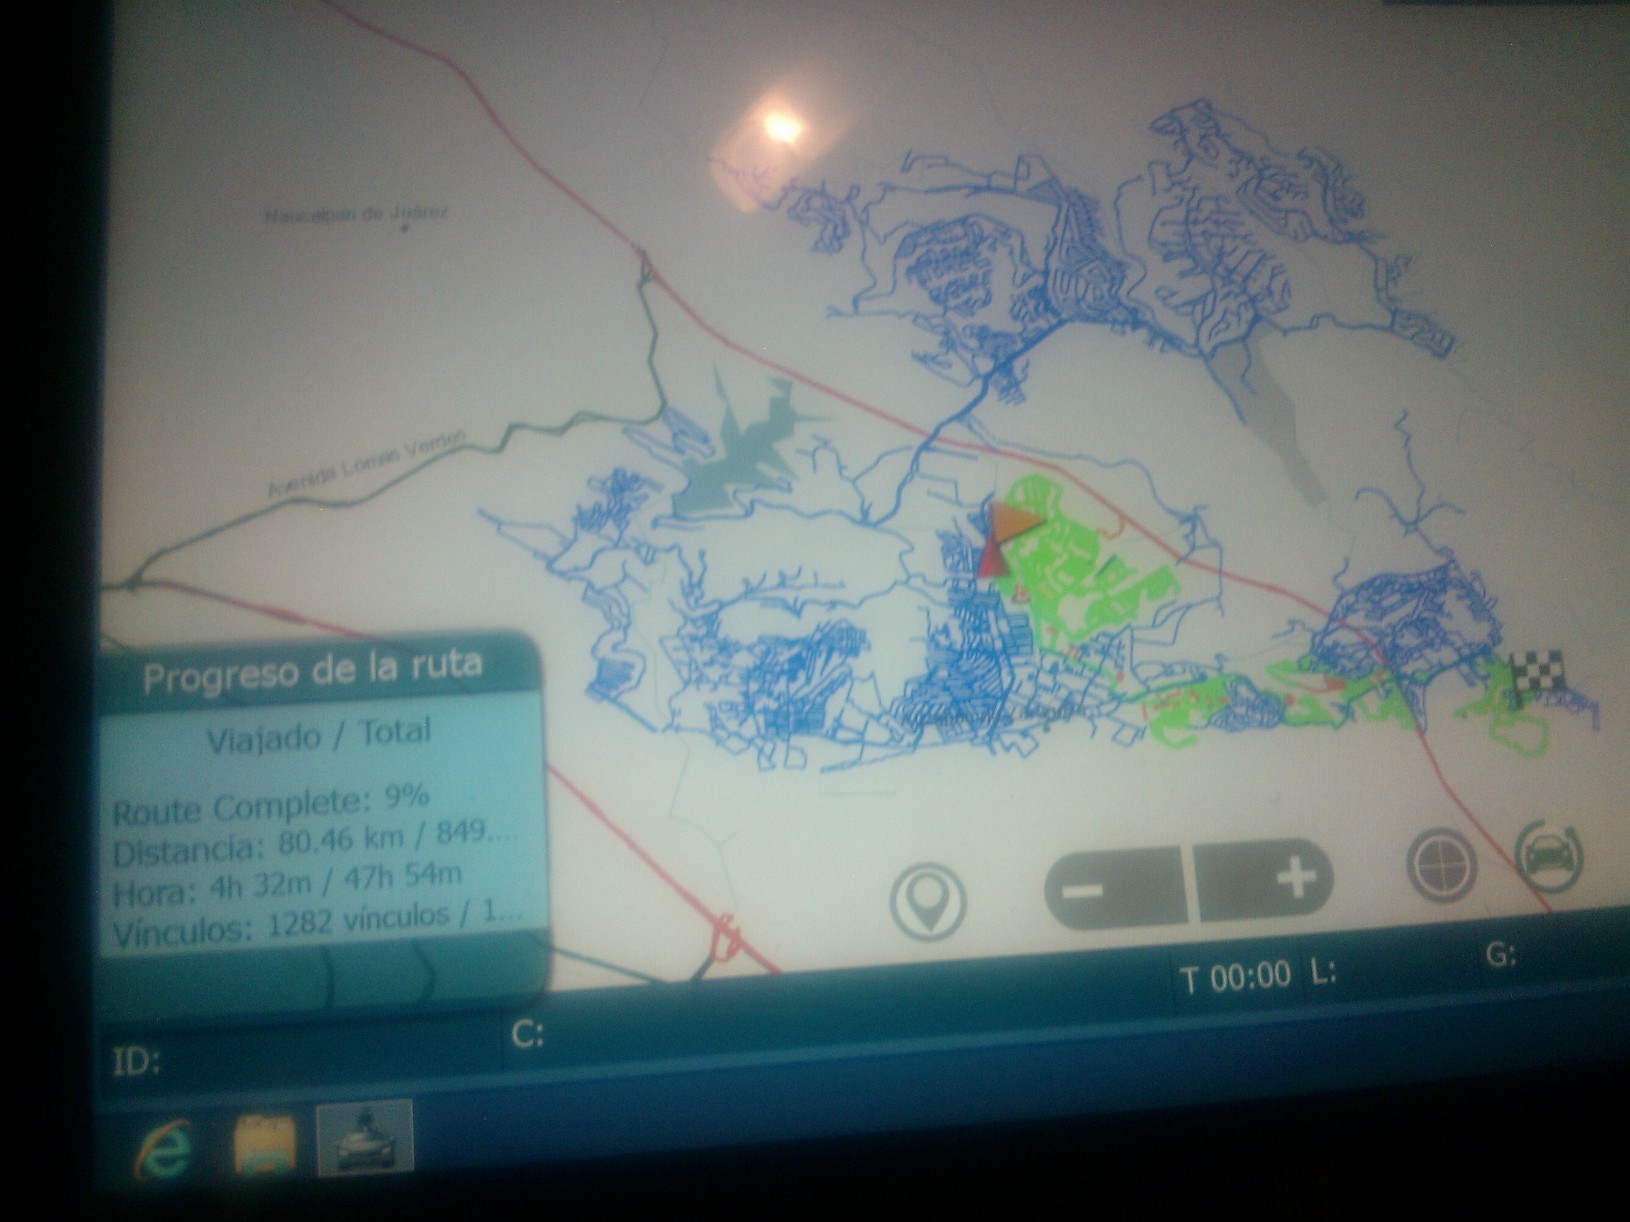 Naucalpan de Juárez
Avenida Lomas Verdes
Progreso de la ruta
Viajado / Total
Route Complete: 9%
Distancia: 80.46 km / 849....
Hora: 4h 32m / 47h 54m
Vínculos: 1282 vínculos / 1...
T 00:00 L:
G:
C:
ID: